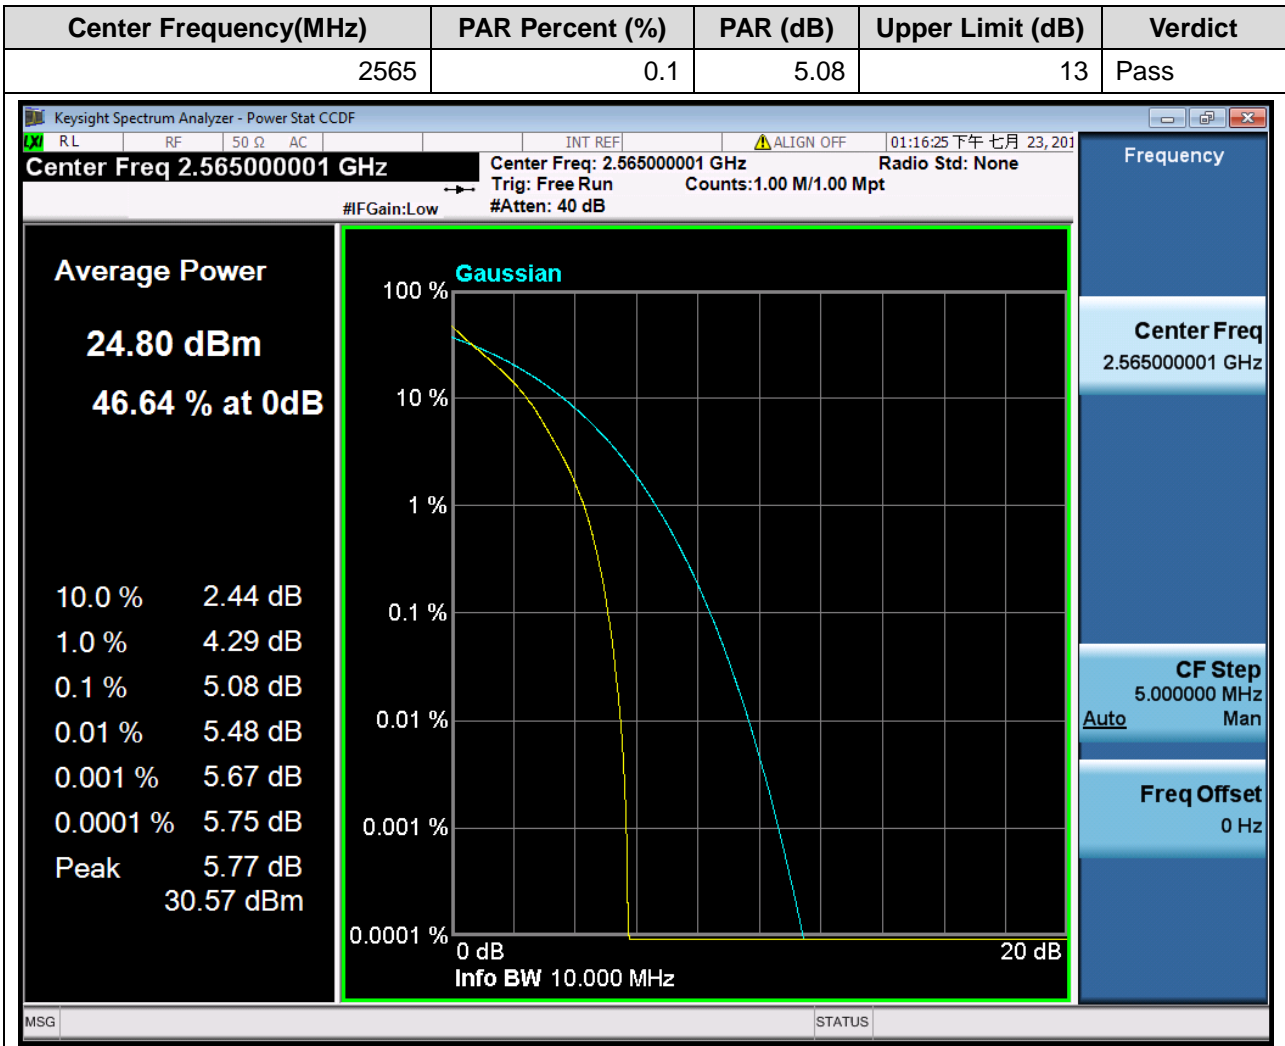 Center Frequency(MHz) PAR Percent (%) PAR (dB) Upper Limit (dB) Verdict
2565 0.1 5.08 13 Pass
Keysight Spectrum Analyzer - Power Stat CCDF
LXI RL RF 50 Ω AC INT REF ALIGN OFF 01:16:25 下午 七月 23, 201
Center Freq 2.565000001 GHz
Center Freq: 2.565000001 GHz Radio Std: None
Trig: Free Run Counts:1.00 M/1.00 Mpt
#IFGain:Low #Atten: 40 dB
Average Power
24.80 dBm
46.64 % at 0dB
10.0 % 2.44 dB
1.0 % 4.29 dB
0.1 % 5.08 dB
0.01 % 5.48 dB
0.001 % 5.67 dB
0.0001 % 5.75 dB
Peak 5.77 dB
30.57 dBm
Gaussian
100 %
10 %
1 %
0.1 %
0.01 %
0.001 %
0.0001 %
0 dB 20 dB
Info BW 10.000 MHz
Frequency
Center Freq
2.565000001 GHz
CF Step
5.000000 MHz
Auto Man
Freq Offset
0 Hz
MSG STATUS